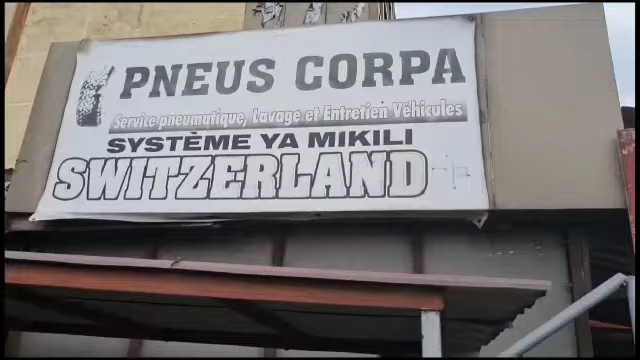 PNEUS CORPA
Service pneumatique, Lavage et Entretien Véhicules
SYSTÈME YA MIKILI
SWITZERLAND